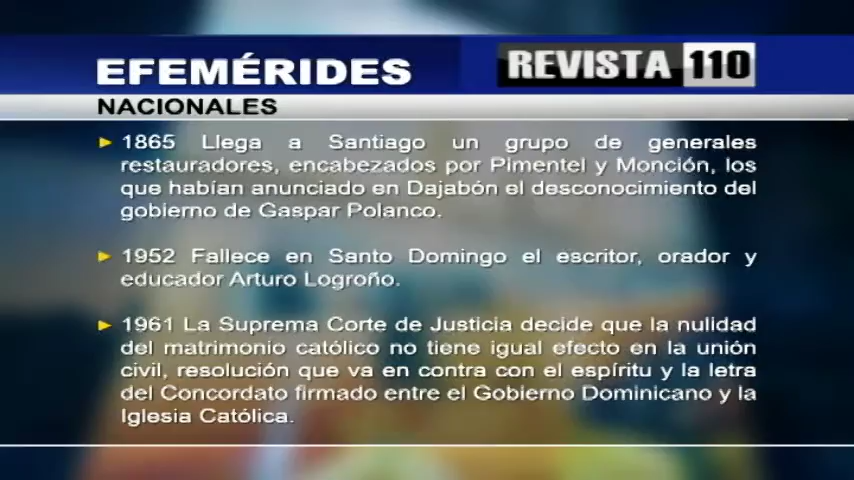 EFEMÉRIDES
REVISTA 110
NACIONALES
► 1865 Llega a Santiago un grupo de generales
restauradores, encabezados por Pimentel y Monción, los
que habían anunciado en Dajabón el desconocimiento del
gobierno de Gaspar Polanco.
► 1952 Fallece en Santo Domingo el escritor, orador y
educador Arturo Logroño.
► 1961 La Suprema Corte de Justicia decide que la nulidad
del matrimonio católico no tiene igual efecto en la unión
civil, resolución que va en contra con el espíritu y la letra
del Concordato firmado entre el Gobierno Dominicano y la
Iglesia Católica.